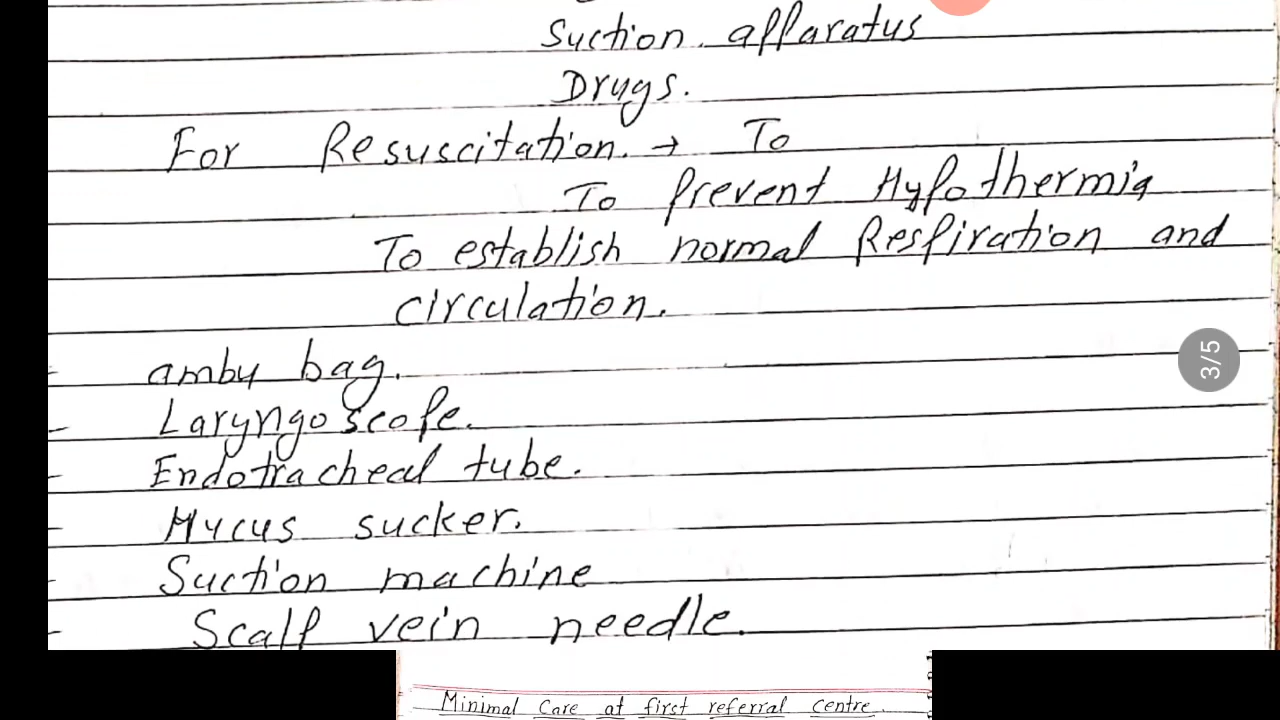 Suction. apparatus
Drugs.
For Resuscitation. → To
To prevent Hypothermia
To establish normal Respiration and
circulation.
- amby bag.
- Laryngoscope.
- Endotracheal tube.
- Mucus sucker.
- Suction machine
- Scalp vein needle.
3/5
Minimal Care at first referral centre.